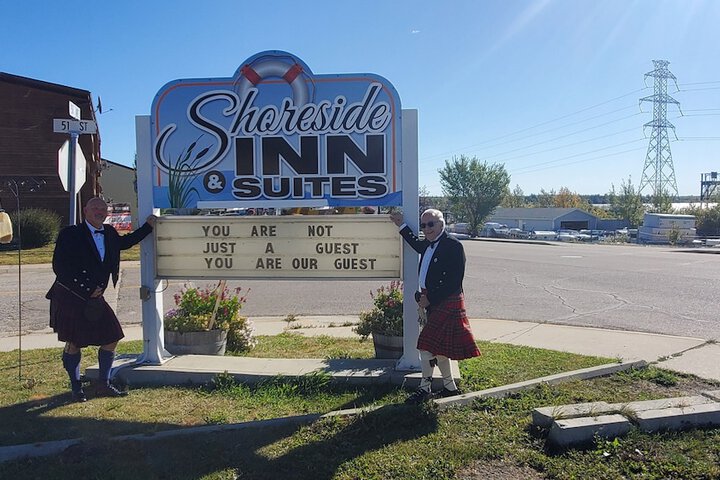 51 ST
Shoreside
INN
& SUITES
YOU ARE NOT
JUST A GUEST
YOU ARE OUR GUEST